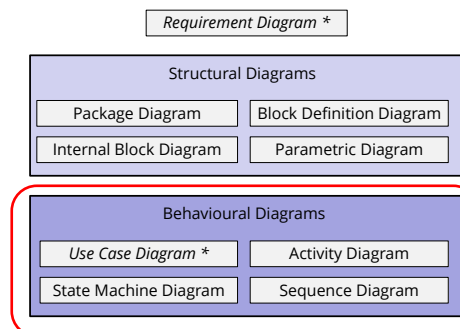 Requirement Diagram *
Structural Diagrams
Package Diagram
Block Definition Diagram
Internal Block Diagram
Parametric Diagram
Behavioural Diagrams
Use Case Diagram *
Activity Diagram
State Machine Diagram
Sequence Diagram